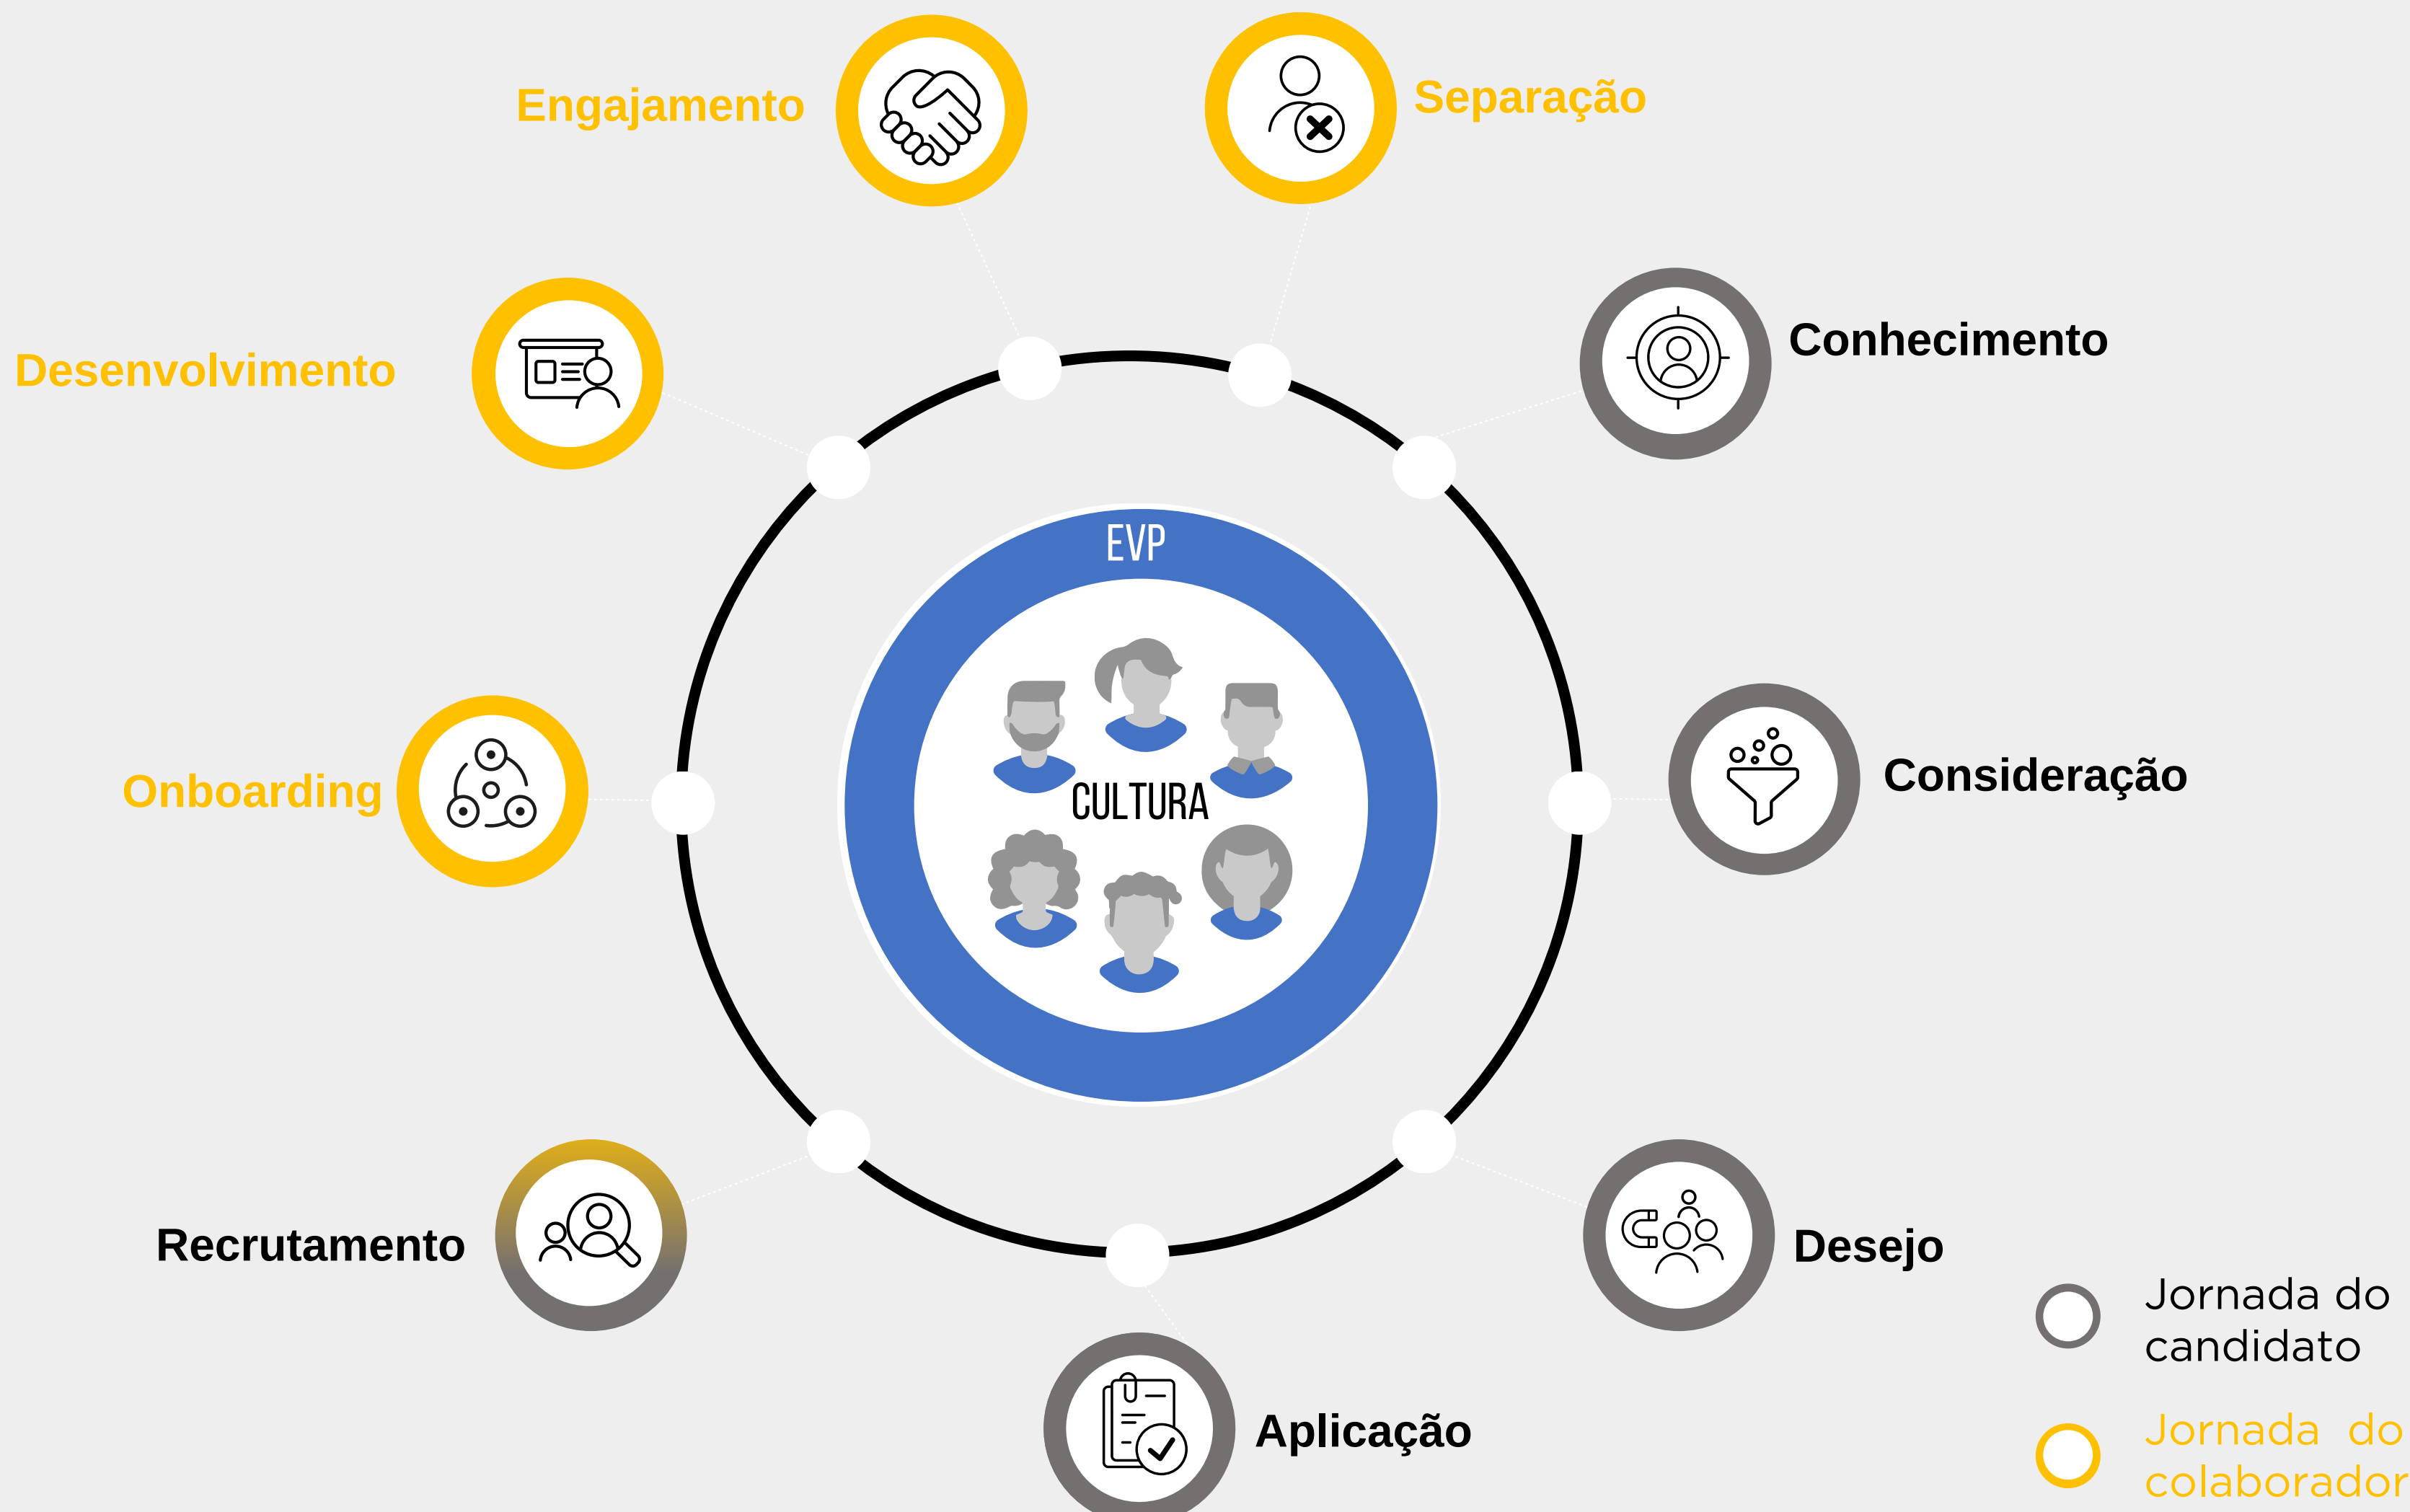 Engajamento
Separação
Desenvolvimento
Conhecimento
EVP
Onboarding
CULTURA
Consideração
Recrutamento
Desejo
Aplicação
Jornada do
candidato
Jornada do
colaborador